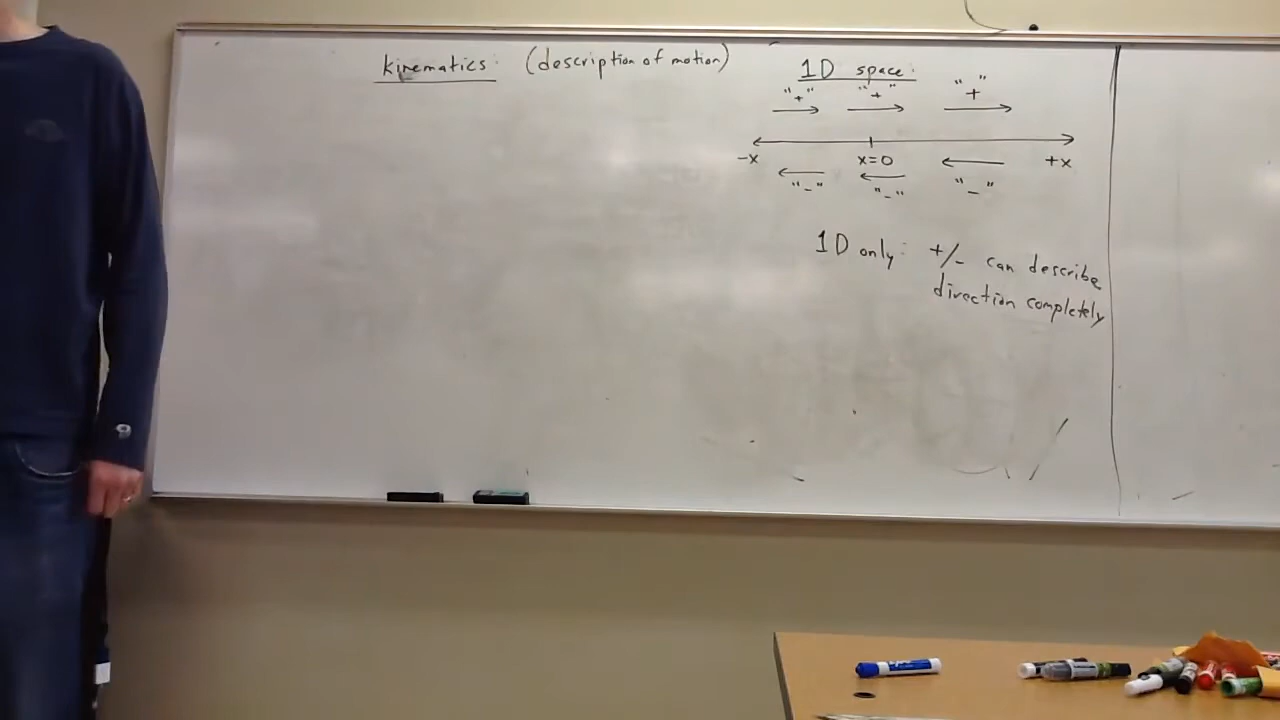 kinematics: (description of motion)
1D space:
"+" "+" "+"
-x x=0 +x
"-" "-" "-"
1D only: +/- can describe
direction completely